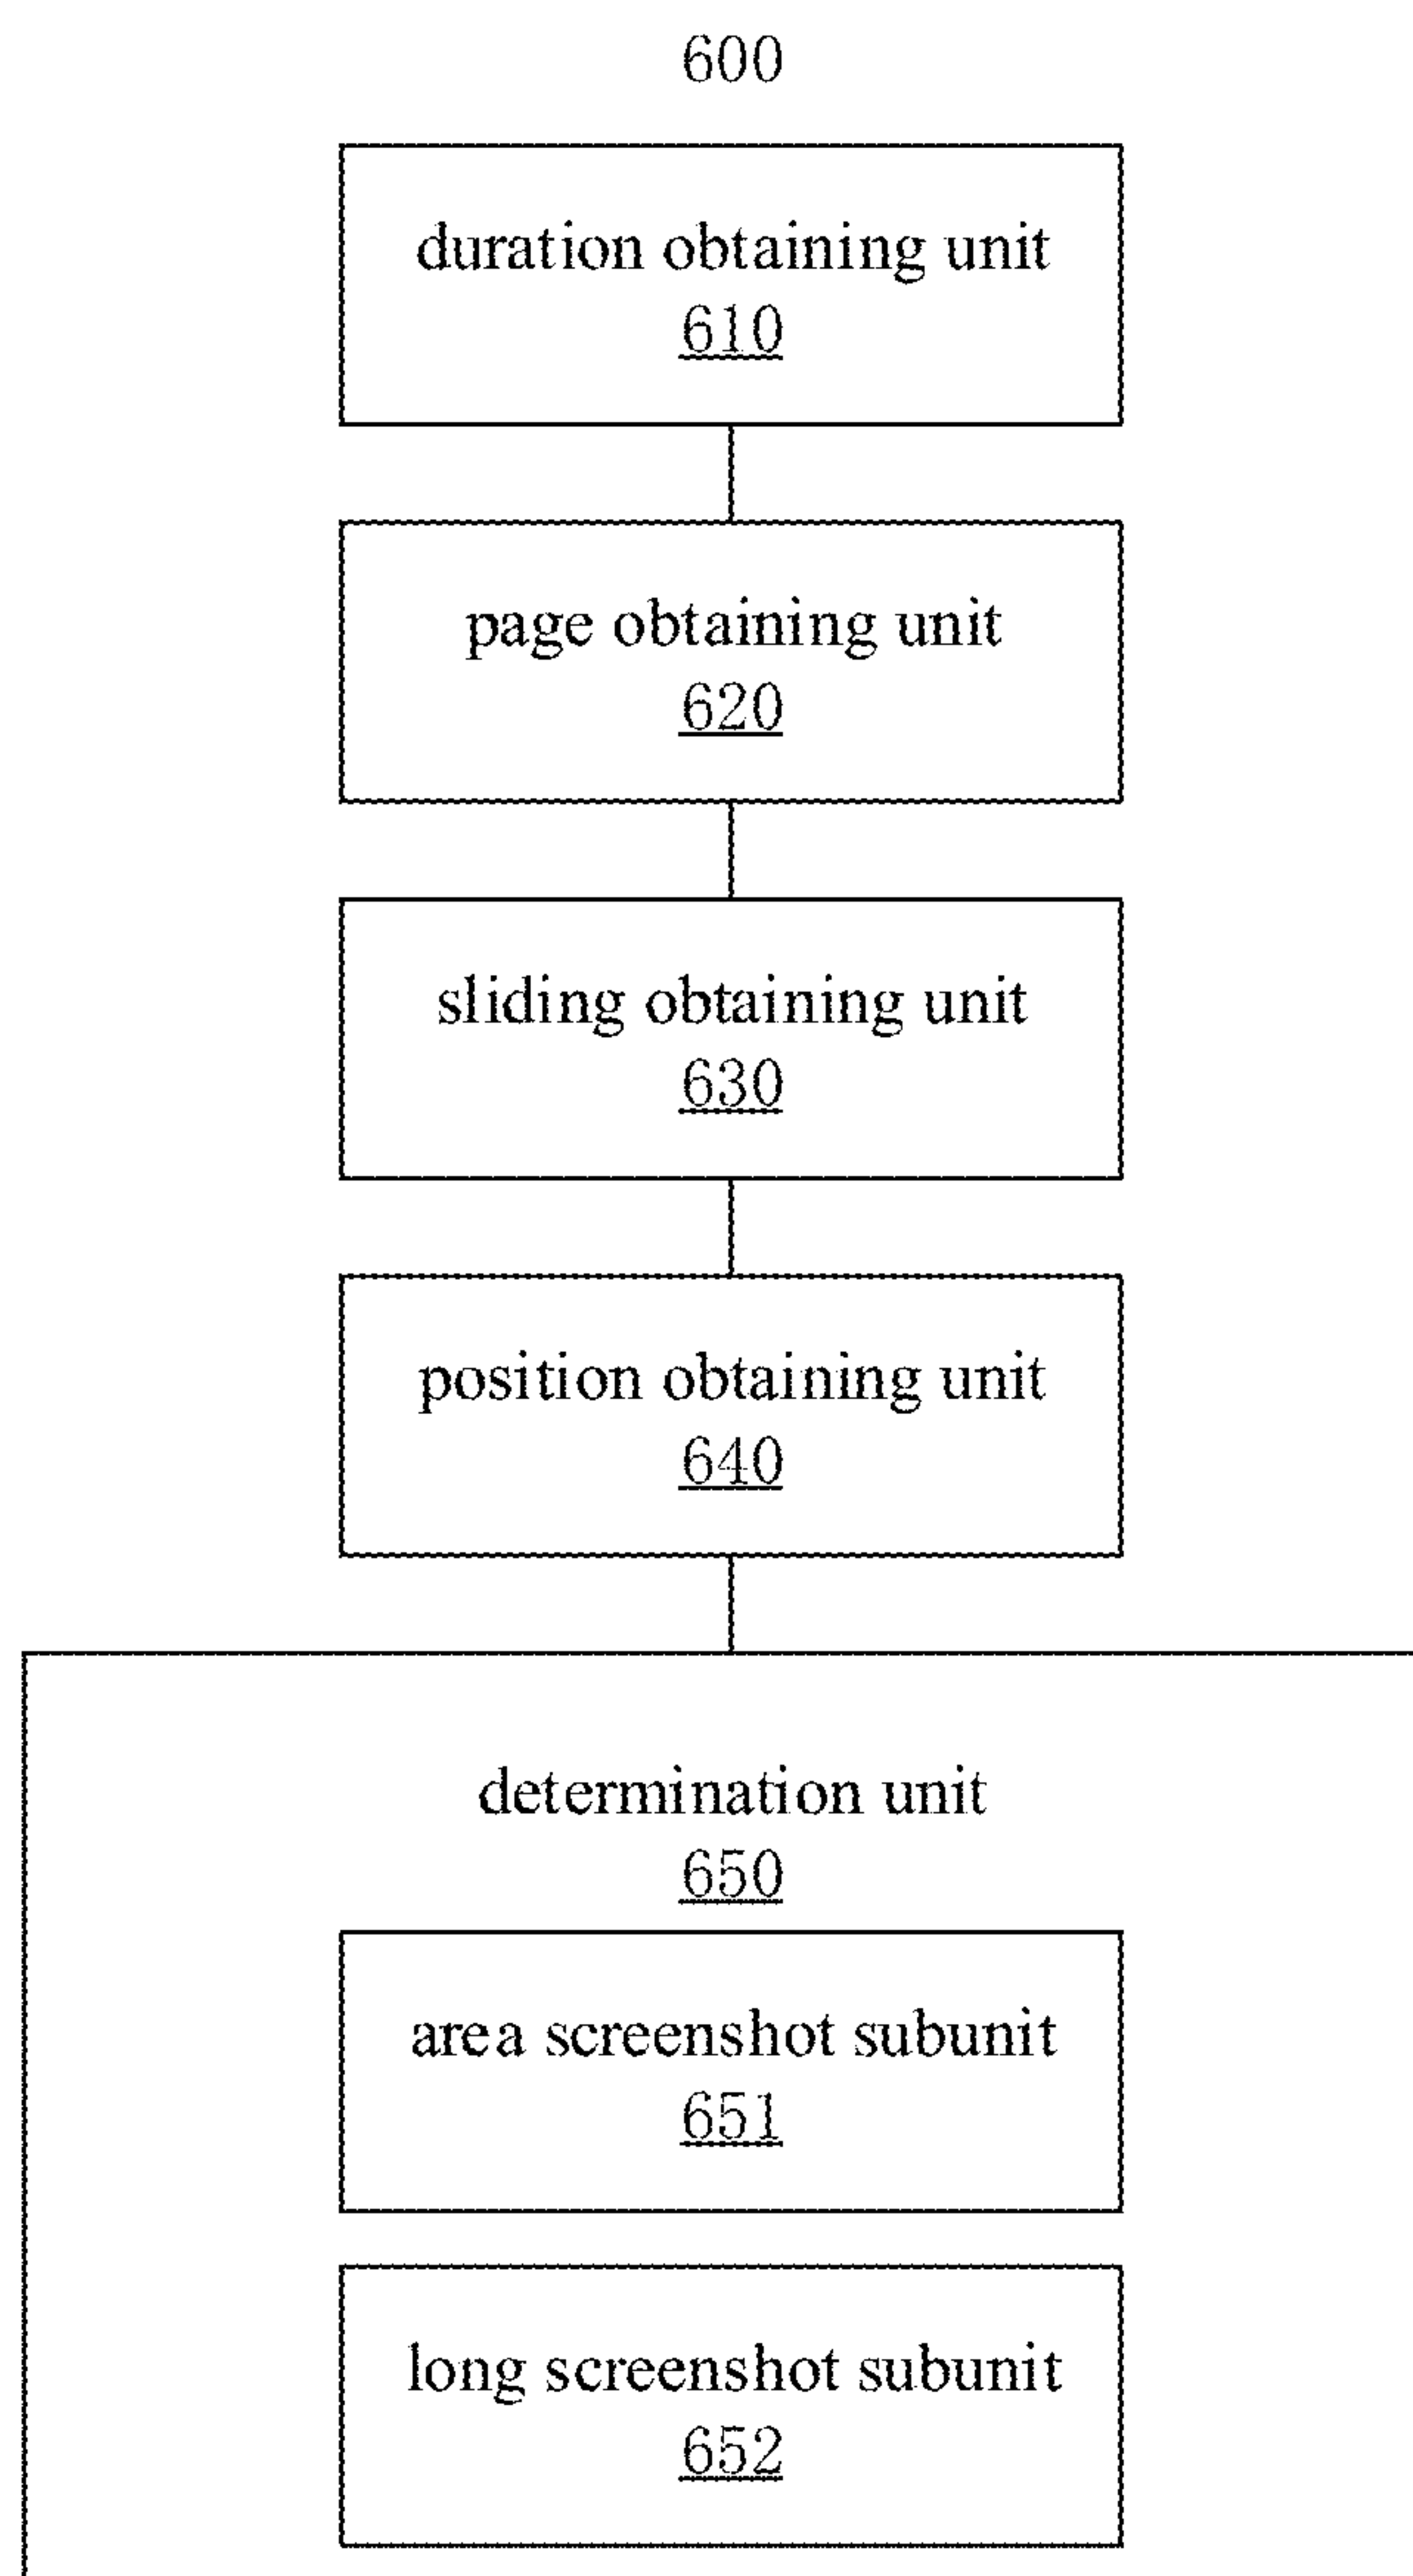 600
duration obtaining unit
610
page obtaining unit
620
sliding obtaining unit
630
position obtaining unit
640
determination unit
650
area screenshot subunit
651
long screenshot subunit
652